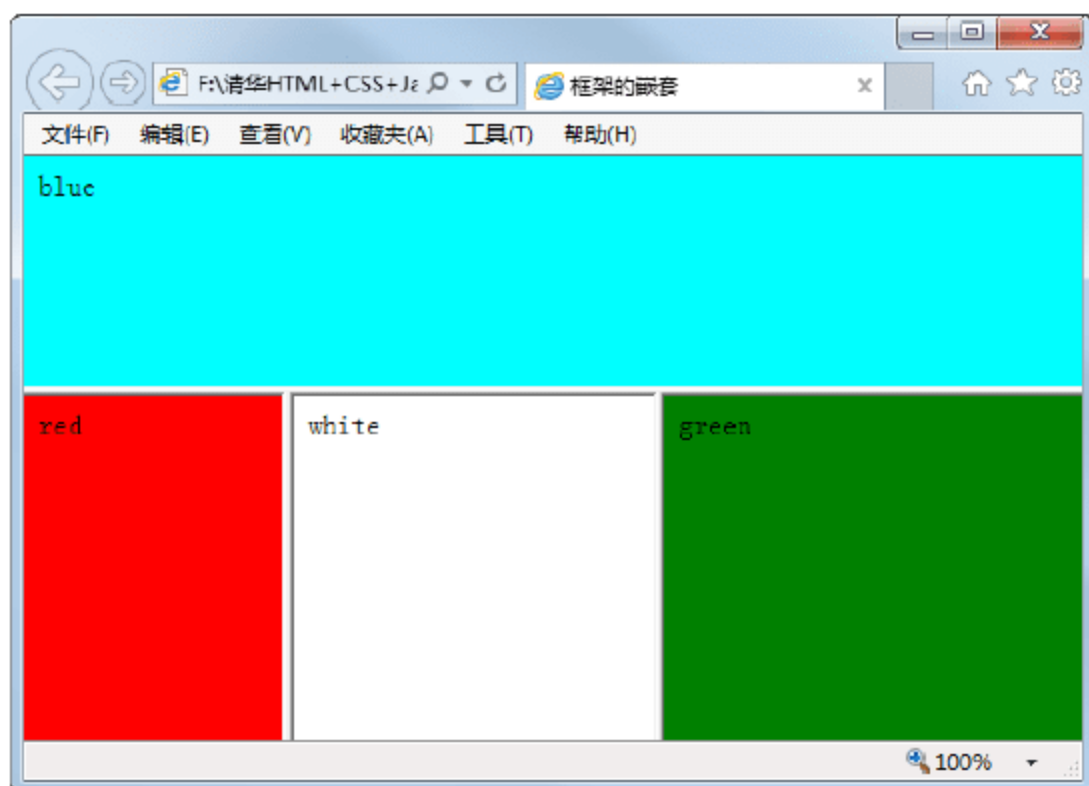 F:\清华HTML+CSS+Ja
框架的嵌套
文件(F) 编辑(E) 查看(V) 收藏夹(A) 工具(T) 帮助(H)
blue
red white green
100%